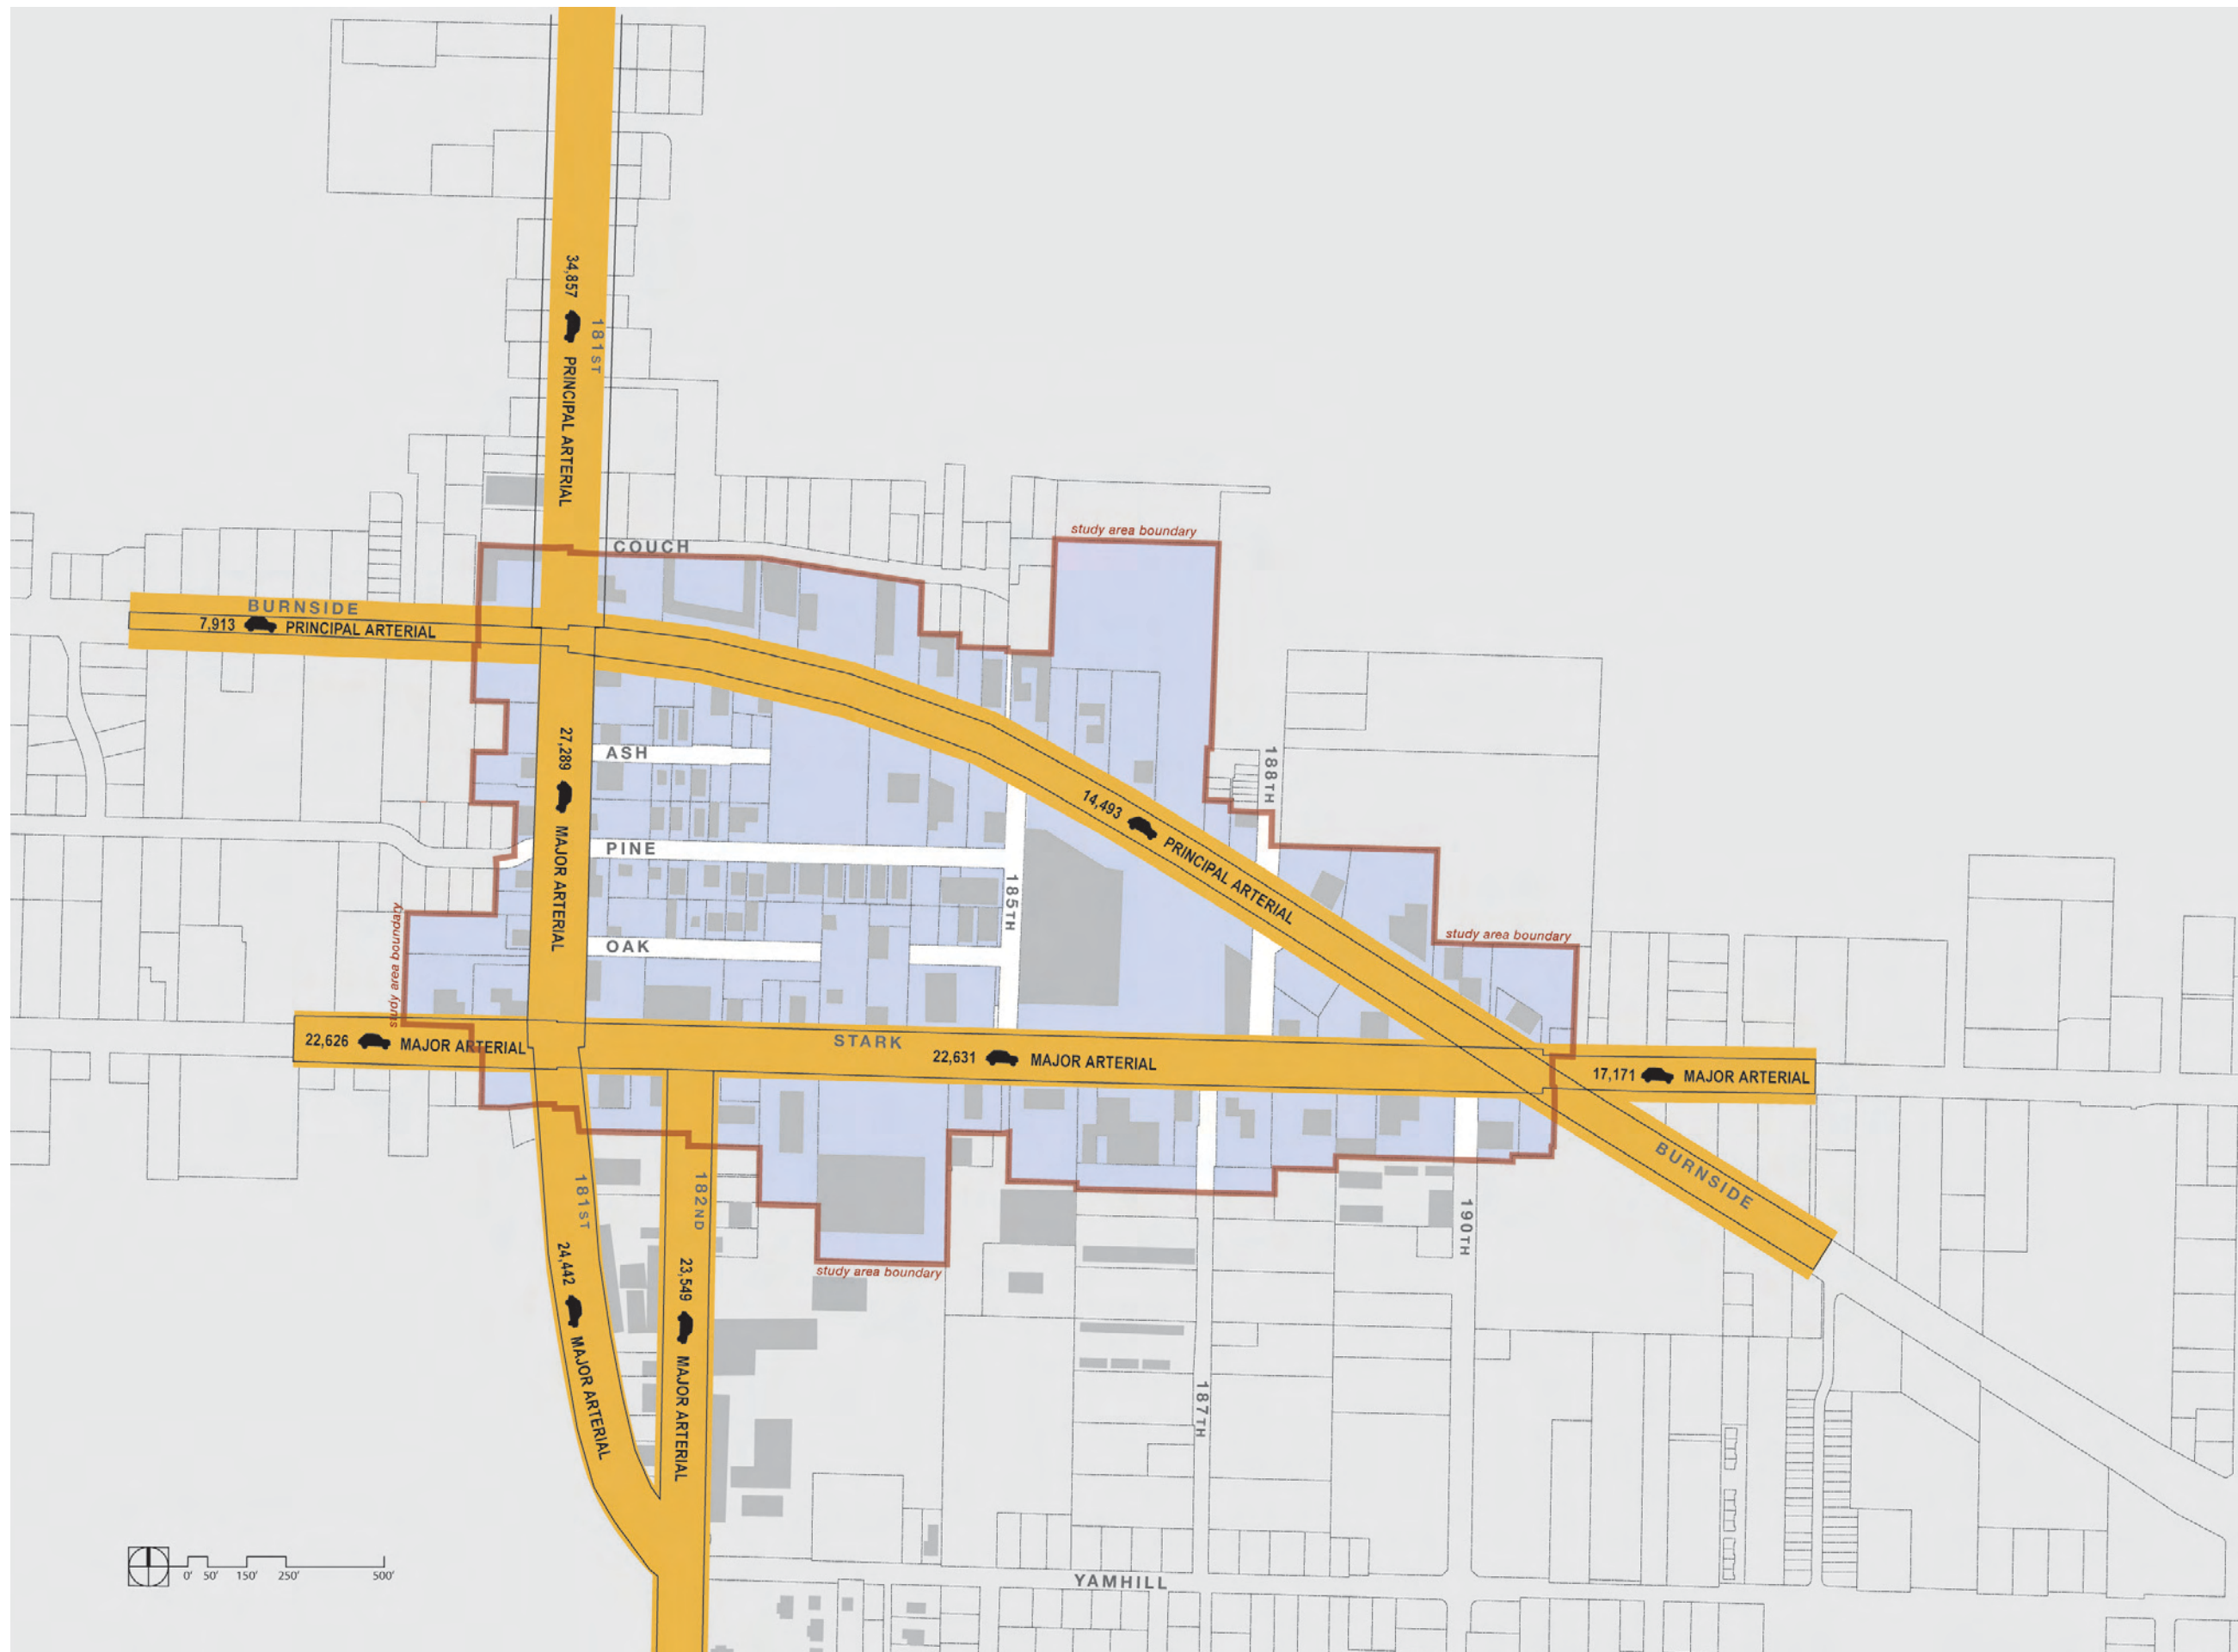 34,857 PRINCIPAL ARTERIAL
181ST
study area boundary
COUCH
BURNSIDE
7,913 PRINCIPAL ARTERIAL
27,289 MAJOR ARTERIAL
ASH
188TH
14,493 PRINCIPAL ARTERIAL
PINE
185TH
study area boundary
study area boundary
OAK
22,626 MAJOR ARTERIAL
STARK
22,631 MAJOR ARTERIAL
17,171 MAJOR ARTERIAL
BURNSIDE
181ST
182ND
190TH
24,442 MAJOR ARTERIAL
23,549 MAJOR ARTERIAL
study area boundary
187TH
0' 50' 150' 250' 500'
YAMHILL